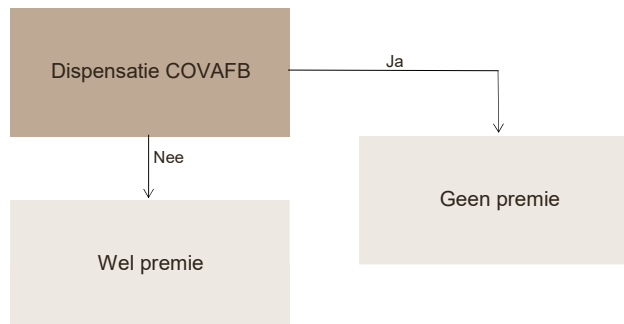 Dispensatie COVAFB
Ja
Nee
Geen premie
Wel premie